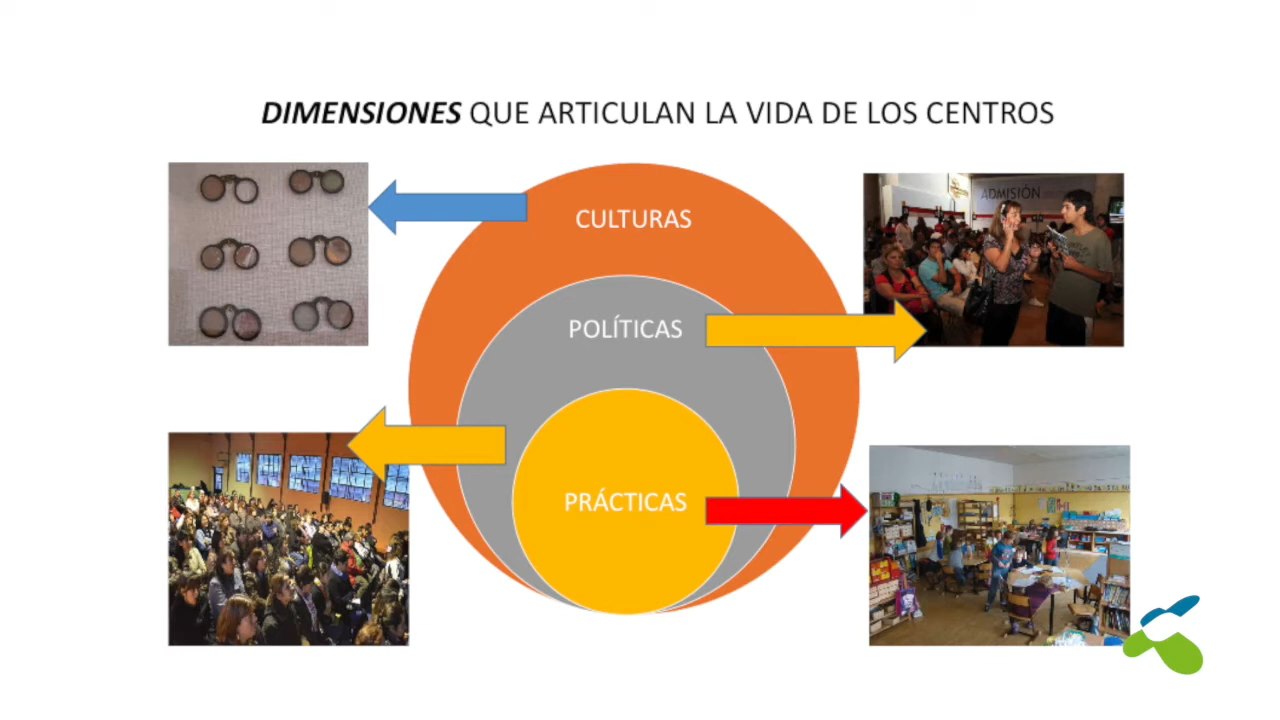 DIMENSIONES QUE ARTICULAN LA VIDA DE LOS CENTROS
CULTURAS
ADMISIÓN
POLÍTICAS
PRÁCTICAS